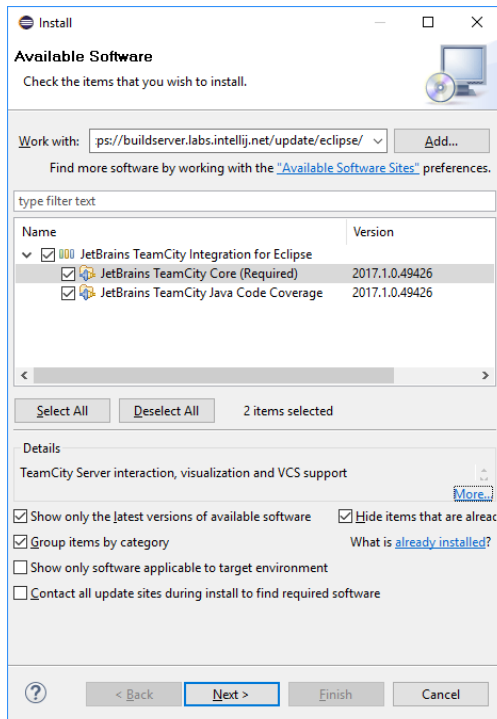 Install
Available Software
Check the items that you wish to install.
Work with: :ps://buildserver.labs.intellij.net/update/eclipse/ Add...
Find more software by working with the "Available Software Sites" preferences.
type filter text
Name Version
JetBrains TeamCity Integration for Eclipse
JetBrains TeamCity Core (Required) 2017.1.0.49426
JetBrains TeamCity Java Code Coverage 2017.1.0.49426
Select All Deselect All 2 items selected
Details
TeamCity Server interaction, visualization and VCS support
More...
Show only the latest versions of available software Hide items that are alreac
Group items by category What is already installed?
Show only software applicable to target environment
Contact all update sites during install to find required software
? < Back Next > Finish Cancel